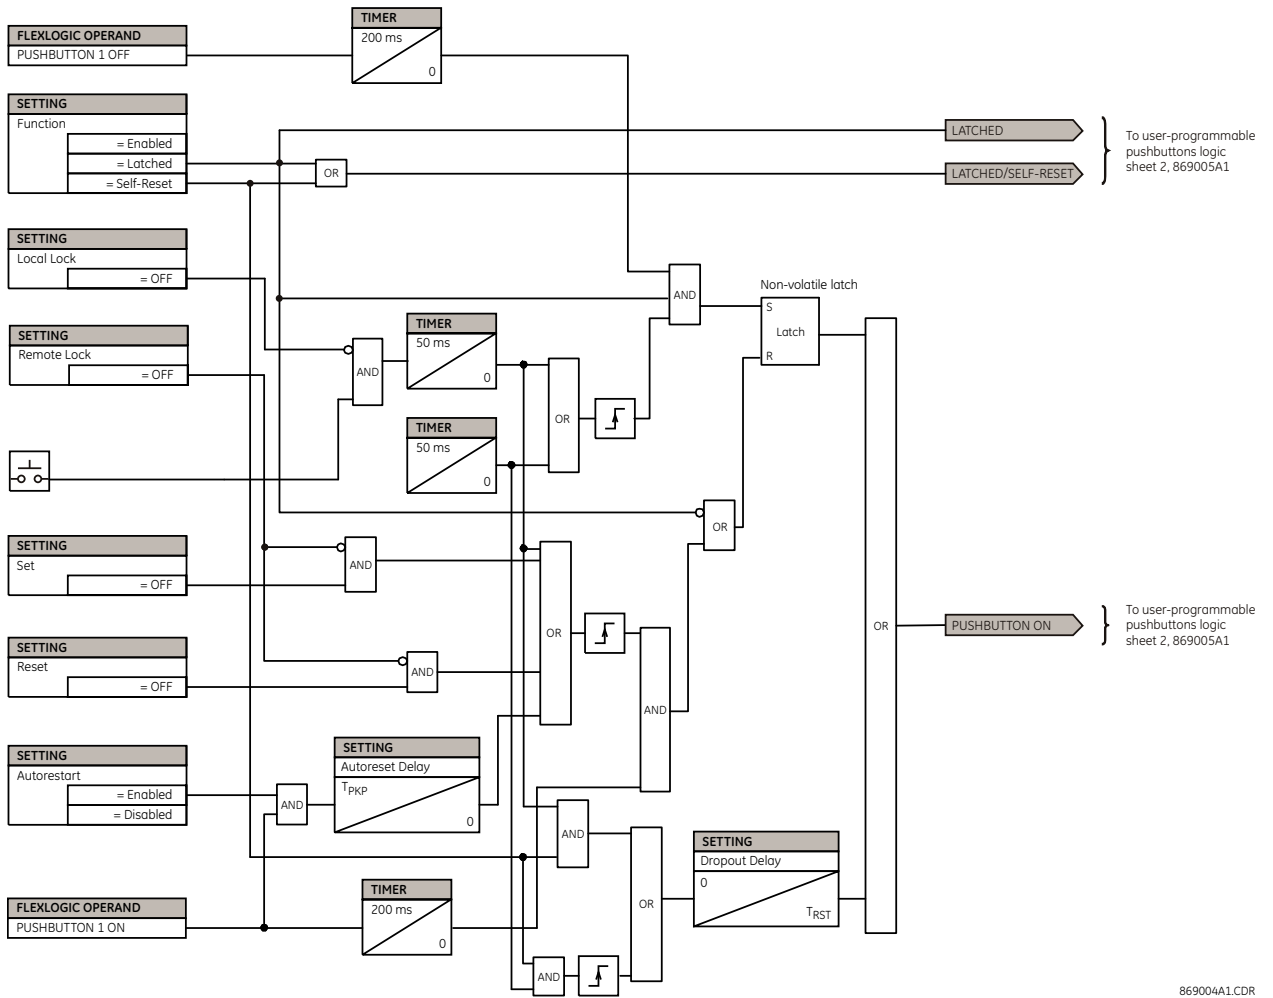 TIMER
200 ms
0
FLEXLOGIC OPERAND
PUSHBUTTON 1 OFF
SETTING
Function
= Enabled
= Latched
= Self-Reset
OR
LATCHED
LATCHED/SELF-RESET
To user-programmable
pushbuttons logic
sheet 2, 869005A1
SETTING
Local Lock
= OFF
SETTING
Remote Lock
= OFF
AND
TIMER
50 ms
0
TIMER
50 ms
0
OR
AND
Non-volatile latch
S
Latch
R
OR
SETTING
Set
= OFF
AND
SETTING
Reset
= OFF
AND
OR
AND
OR
PUSHBUTTON ON
To user-programmable
pushbuttons logic
sheet 2, 869005A1
SETTING
Autorestart
= Enabled
= Disabled
AND
SETTING
Autoreset Delay
TPKP
0
AND
FLEXLOGIC OPERAND
PUSHBUTTON 1 ON
TIMER
200 ms
0
AND
OR
SETTING
Dropout Delay
0
TRST
869004A1.CDR